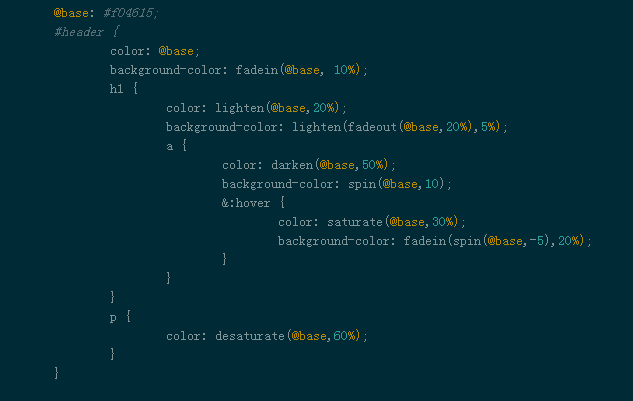 @base: #f04615;
#header {
color: @base;
background-color: fadein(@base, 10%);
h1 {
color: lighten(@base,20%);
background-color: lighten(fadeout(@base,20%),5%);
a {
color: darken(@base,50%);
background-color: spin(@base,10);
&:hover {
color: saturate(@base,30%);
background-color: fadein(spin(@base,-5),20%);
}
}
}
p {
color: desaturate(@base,60%);
}
}